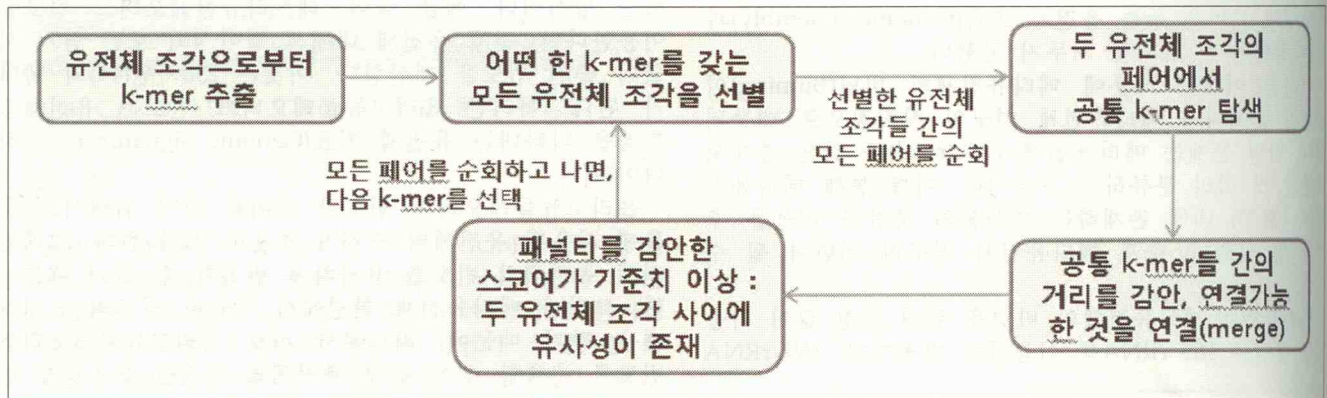 유전체 조각으로부터
k-mer 추출
어떤 한 k-mer를 갖는
모든 유전체 조각을 선별
선별한 유전체
조각들 간의
모든 페어를 순회
두 유전체 조각의
페어에서
공통 k-mer 탐색
공통 k-mer들 간의
거리를 감안, 연결가능
한 것을 연결(merge)
패널티를 감안한
스코어가 기준치 이상 :
두 유전체 조각 사이에
유사성이 존재
모든 페어를 순회하고 나면,
다음 k-mer를 선택